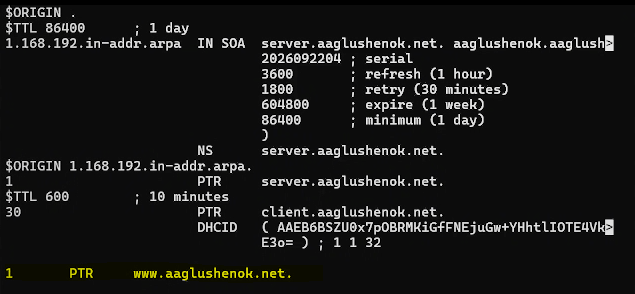 $ORIGIN .
$TTL 86400 ; 1 day
1.168.192.in-addr.arpa IN SOA server.aaglushenok.net. aaglushenok.aaglush>
2026092204 ; serial
3600 ; refresh (1 hour)
1800 ; retry (30 minutes)
604800 ; expire (1 week)
86400 ; minimum (1 day)
)
NS server.aaglushenok.net.
$ORIGIN 1.168.192.in-addr.arpa.
1 PTR server.aaglushenok.net.
$TTL 600 ; 10 minutes
30 PTR client.aaglushenok.net.
DHCID ( AAEB6BSZU0x7pOBRMKiGfFNEjuGw+YHhtlIOTE4Vk>
E3o= ) ; 1 1 32
1 PTR www.aaglushenok.net.